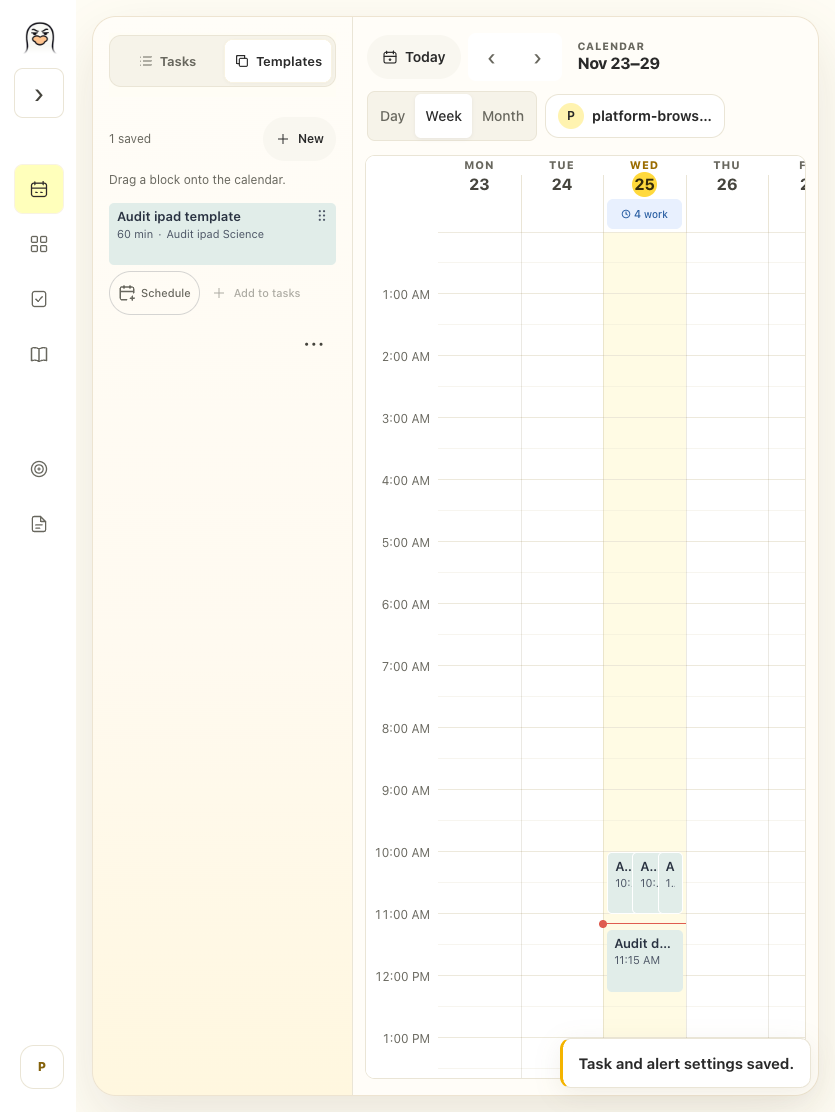 Tasks
Templates
1 saved
New
Drag a block onto the calendar.
Audit ipad template
60 min · Audit ipad Science
Schedule
Add to tasks
P
Today
CALENDAR
Nov 23–29
Day
Week
Month
P
platform-brows...
MON
23
TUE
24
WED
25
THU
26
4 work
1:00 AM
2:00 AM
3:00 AM
4:00 AM
5:00 AM
6:00 AM
7:00 AM
8:00 AM
9:00 AM
10:00 AM
A..
10:
A..
10:.
A
1..
11:00 AM
Audit d...
11:15 AM
12:00 PM
1:00 PM
Task and alert settings saved.